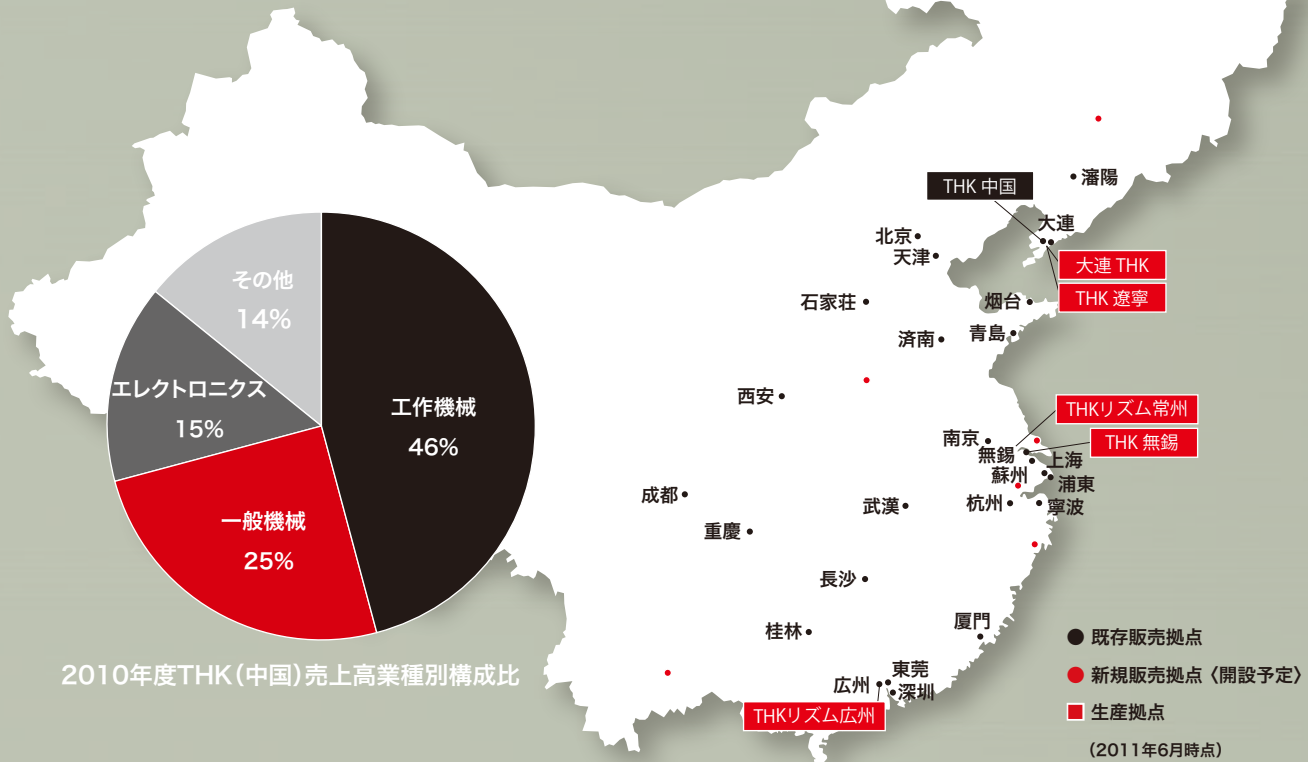 その他
14%
エレクトロニクス
15%
工作機械
46%
一般機械
25%
2010年度THK(中国)売上高業種別構成比
瀋陽
THK 中国
大連
北京
天津
大連 THK
THK 遼寧
石家荘
烟台
済南
青島
西安
THKリズム常州
南京
THK 無錫
無錫
上海
蘇州
浦東
成都
武漢
杭州
寧波
重慶
長沙
桂林
厦門
東莞
広州
深圳
THKリズム広州
既存販売拠点
新規販売拠点〈開設予定〉
生産拠点
(2011年6月時点)